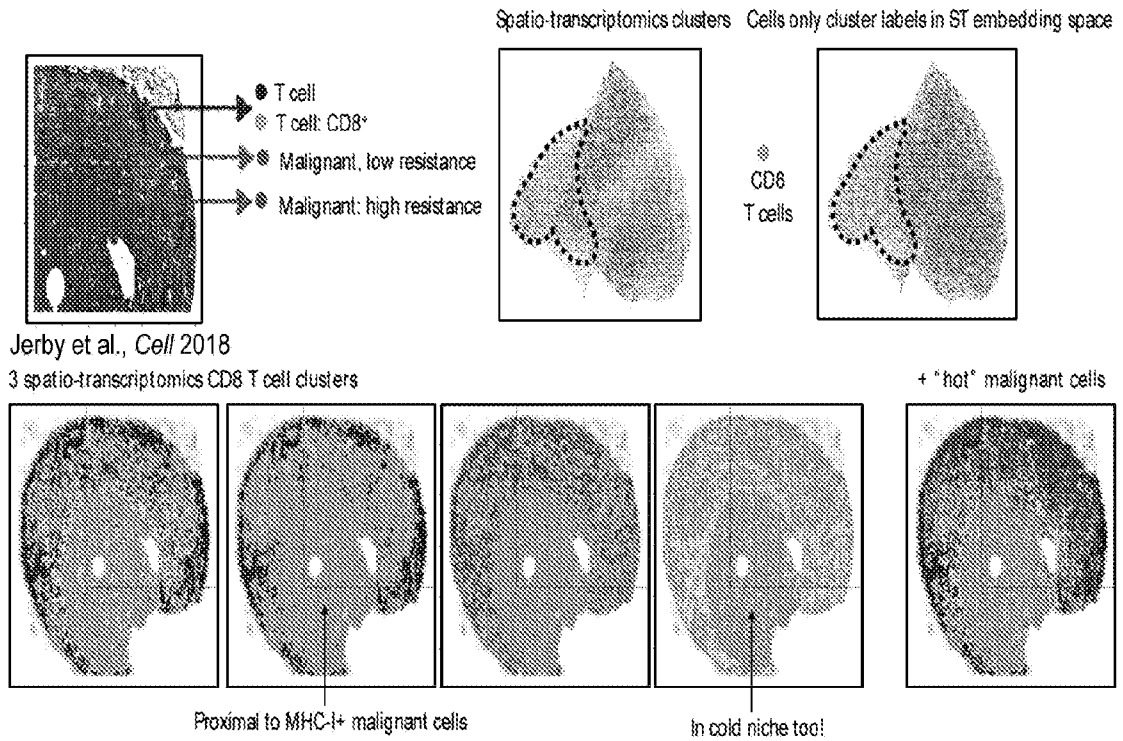 Spatio-transcriptomics clusters
Cells only cluster labels in ST embedding space
T cell
T cell: CD8+
Malignant, low resistance
Malignant: high resistance
CD8
T cells
Jerby et al., Cell 2018
3 spatio-transcriptomics CD8 T cell clusters
+ "hot" malignant cells
Proximal to MHC-I+ malignant cells
In cold niche too!